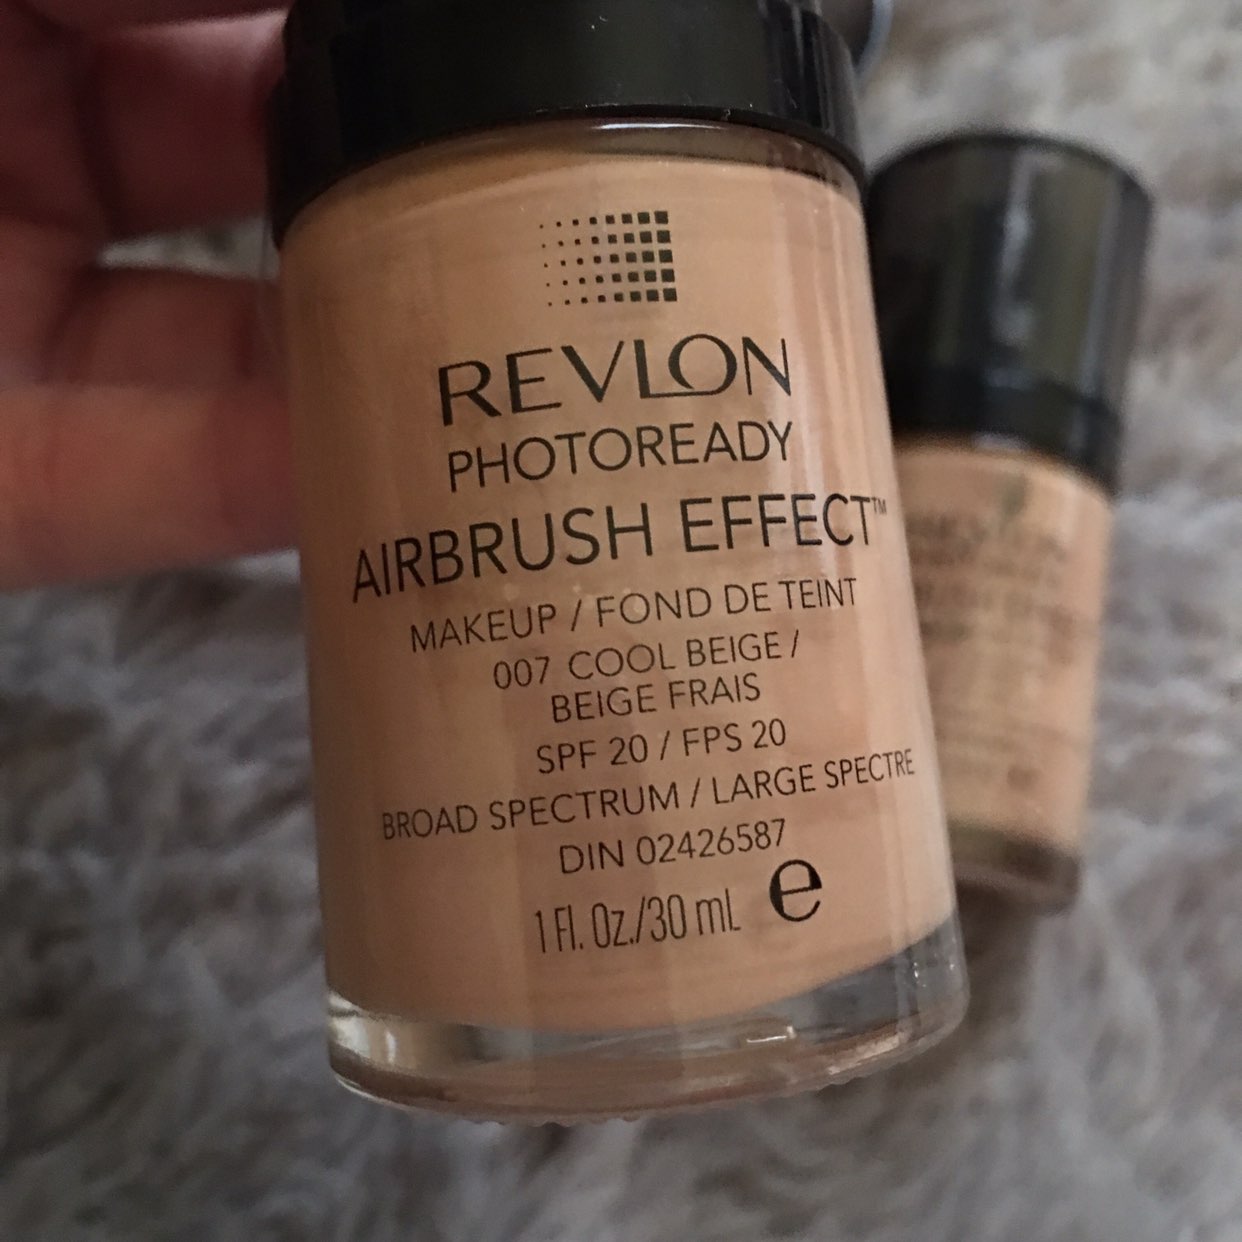 REVLON
PHOTOREADY
AIRBRUSH EFFECT™
MAKEUP / FOND DE TEINT
007 COOL BEIGE /
BEIGE FRAIS
SPF 20 / FPS 20
BROAD SPECTRUM / LARGE SPECTRE
DIN 02426587
1 Fl. Oz./30 mL e